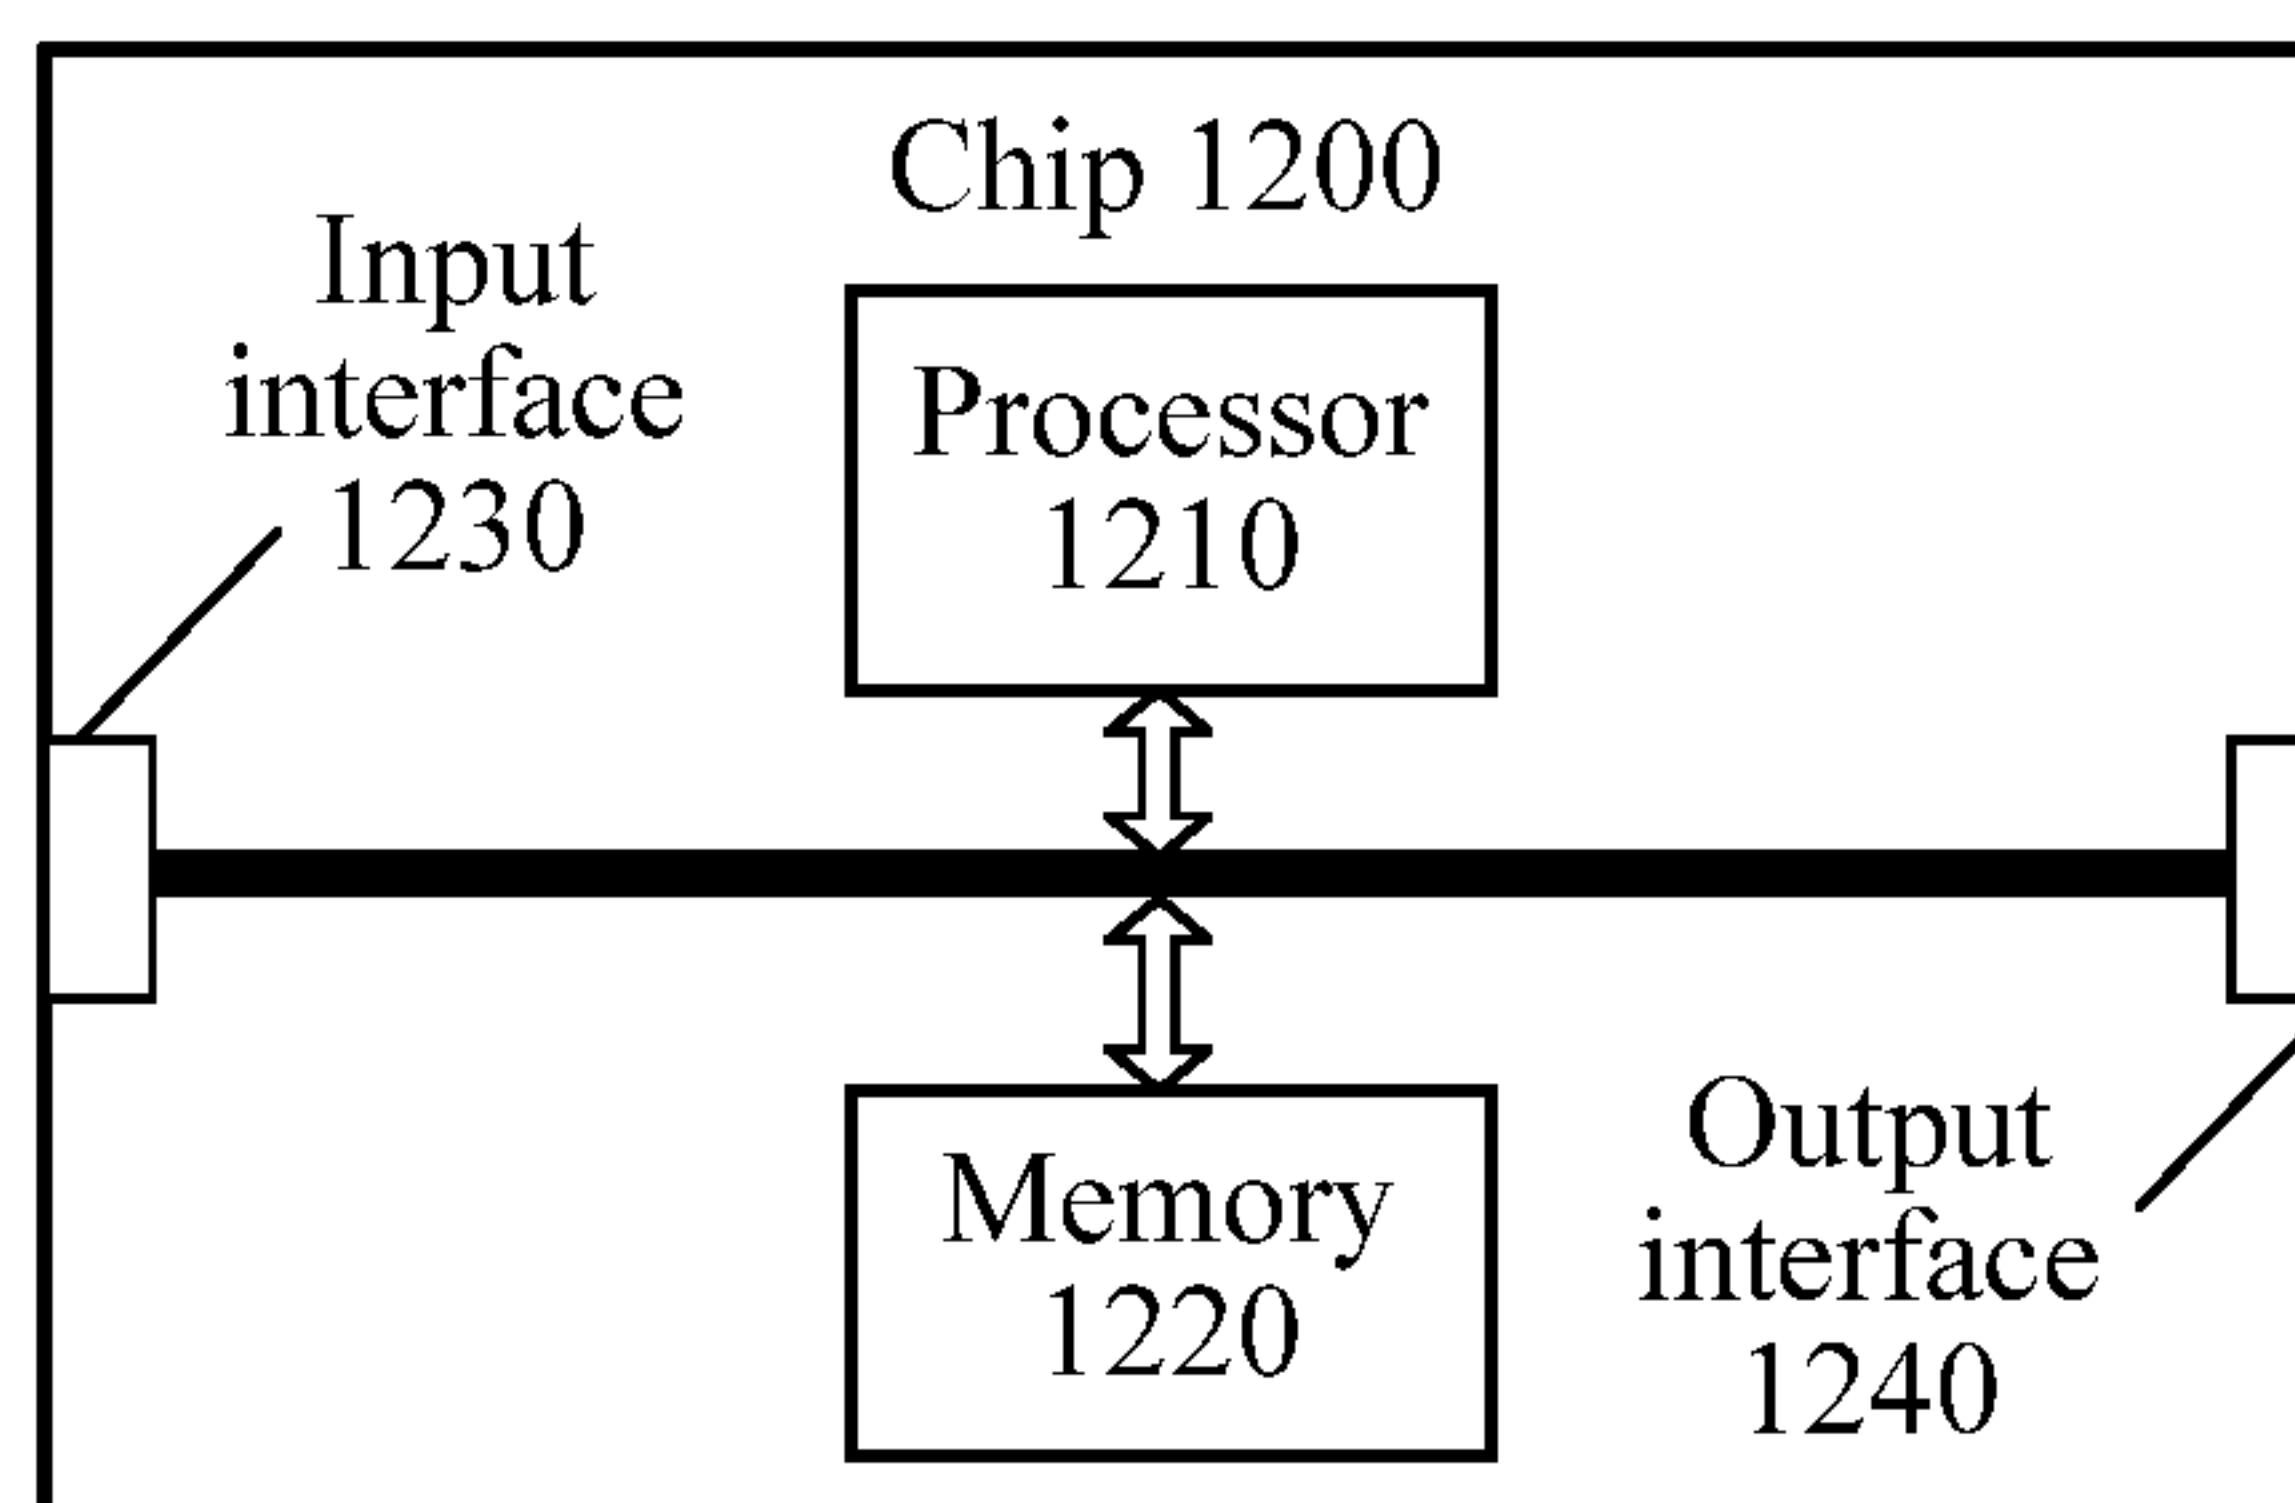 Chip 1200
Input
interface
1230
Processor
1210
Memory
1220
Output
interface
1240